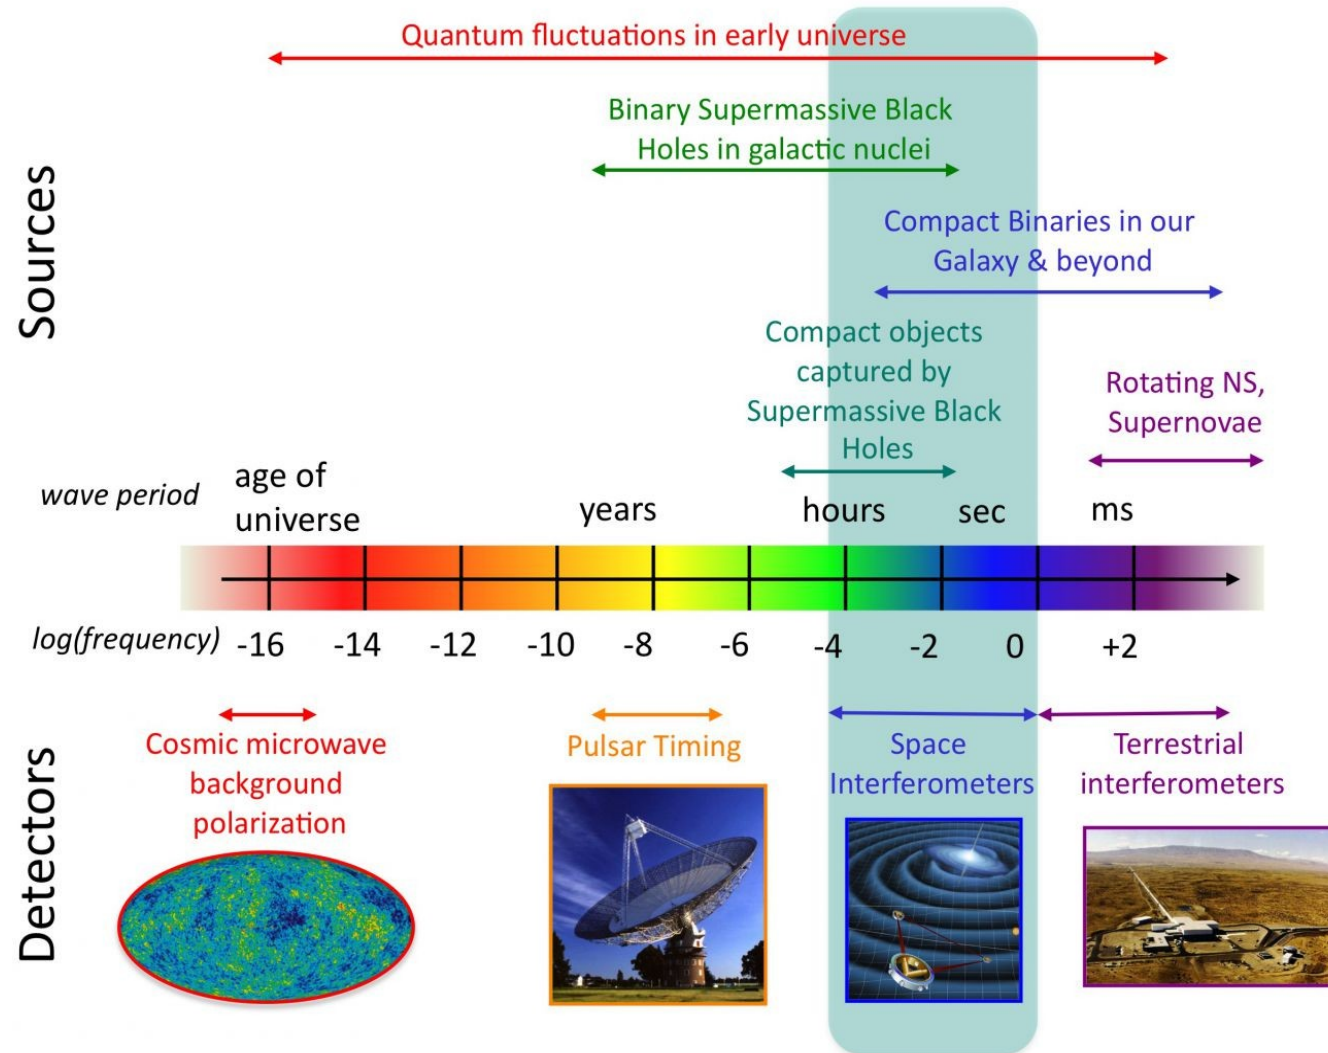 Quantum fluctuations in early universe
Binary Supermassive Black
Holes in galactic nuclei
Compact Binaries in our
Galaxy & beyond
Compact objects
captured by
Supermassive Black
Holes
Rotating NS,
Supernovae
Sources
wave period
age of
universe
years
hours
sec
ms
log(frequency)
-16
-14
-12
-10
-8
-6
-4
-2
0
+2
Detectors
Cosmic microwave
background
polarization
Pulsar Timing
Space
Interferometers
Terrestrial
interferometers